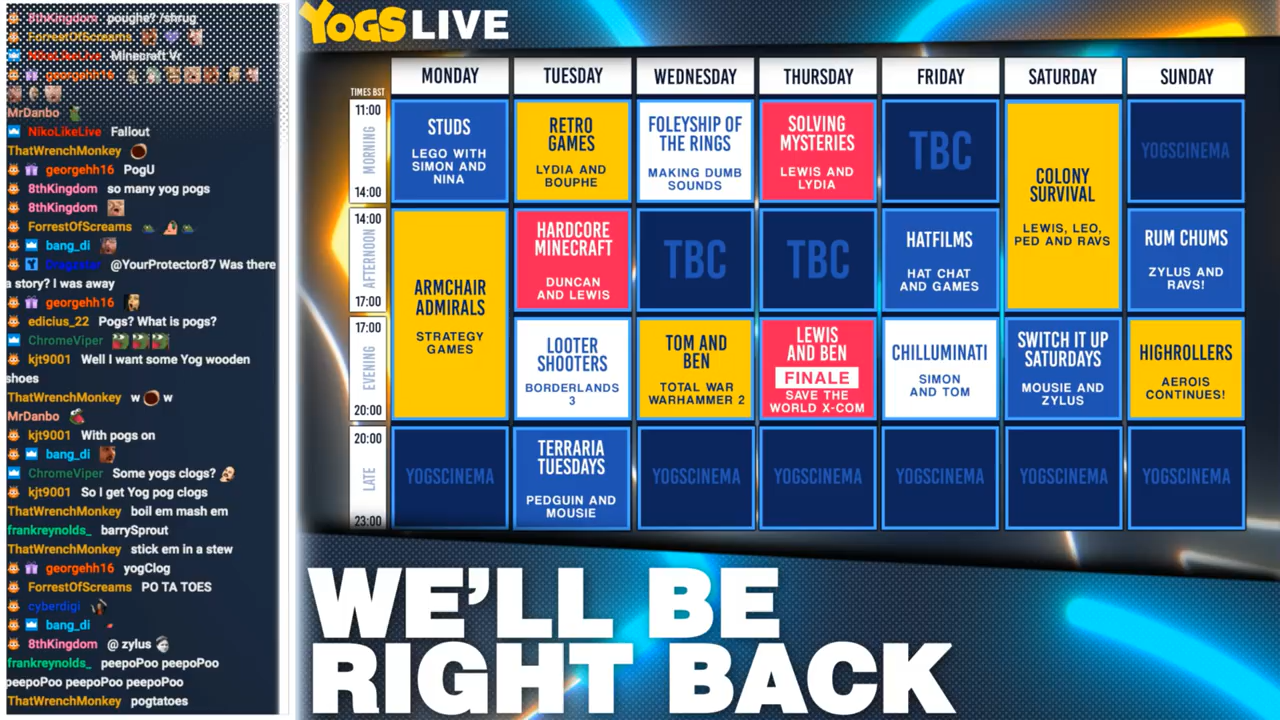 8thKingdom poughe? /shrug
ForrestOfScreams
NikoLikeLive Minecraft Vr
georgehh16
MrDanbo
NikoLikeLive Fallout
ThatWrenchMonkey
georgehh16 PogU
8thKingdom so many yog pogs
8thKingdom
ForrestOfScreams
bang_di
@YourProtector87 Was there
a story? I was away
georgehh16
edicius_22 Pogs? What is pogs?
ChromeViper
kjt9001 Well I want some Yog wooden
shoes
ThatWrenchMonkey w w
MrDanbo
kjt9001 With pogs on
bang_di
ChromeViper Some yogs clogs?
kjt9001 So I get Yog pog clogs
ThatWrenchMonkey boil em mash em
frankreynolds_ barrySprout
ThatWrenchMonkey stick em in a stew
georgehh16 yogClog
ForrestOfScreams PO TA TOES
cyberdigi
bang_di
8thKingdom @ zylus
frankreynolds_ peepoPoo peepoPoo
peepoPoo peepoPoo peepoPoo
ThatWrenchMonkey pogtatoes
YOGS LIVE
MONDAY TUESDAY WEDNESDAY THURSDAY FRIDAY SATURDAY SUNDAY
TIMES BST
11:00
MORNING
14:00
STUDS
LEGO WITH
SIMON AND
NINA
RETRO
GAMES
LYDIA AND
BOUPHE
FOLEYSHIP OF
THE RINGS
MAKING DUMB
SOUNDS
SOLVING
MYSTERIES
LEWIS AND
LYDIA
TBC
COLONY
SURVIVAL
LEWIS, LEO,
PED AND RAVS
YOGSCINEMA
14:00
AFTERNOON
17:00
ARMCHAIR
ADMIRALS
STRATEGY
GAMES
HARDCORE
MINECRAFT
DUNCAN
AND LEWIS
TBC
TBC
HATFILMS
HAT CHAT
AND GAMES
RUM CHUMS
ZYLUS AND
RAVS!
17:00
EVENING
20:00
LOOTER
SHOOTERS
BORDERLANDS
3
TOM AND
BEN
TOTAL WAR
WARHAMMER 2
LEWIS
AND BEN
FINALE
SAVE THE
WORLD X-COM
CHILLUMINATI
SIMON
AND TOM
SWITCH IT UP
SATURDAYS
MOUSIE AND
ZYLUS
HIGHROLLERS
AEROIS
CONTINUES!
20:00
LATE
23:00
YOGSCINEMA
TERRARIA
TUESDAYS
PEDGUIN AND
MOUSIE
YOGSCINEMA
YOGSCINEMA
YOGSCINEMA
YOGSCINEMA
YOGSCINEMA
WE'LL BE
RIGHT BACK